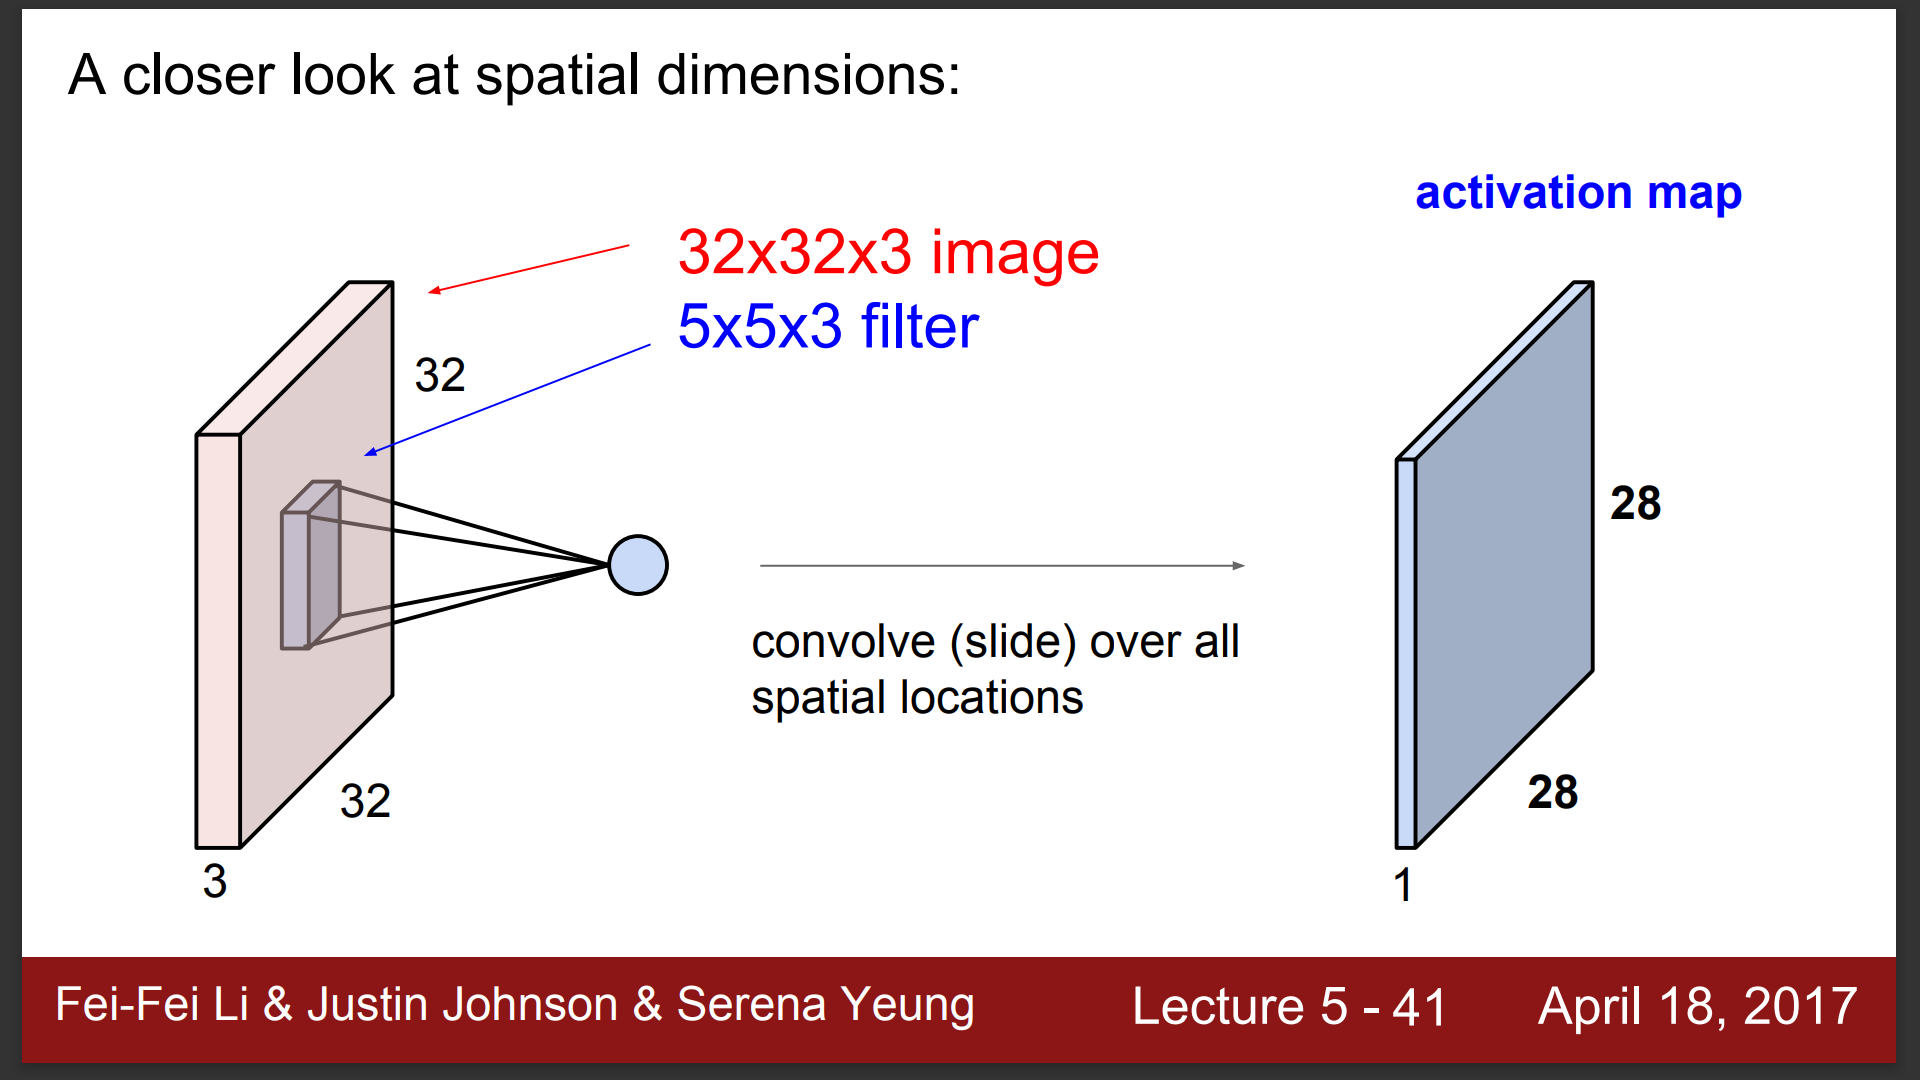 A closer look at spatial dimensions:
activation map
32x32x3 image
5x5x3 filter
32
32
3
convolve (slide) over all
spatial locations
28
28
1
Fei-Fei Li & Justin Johnson & Serena Yeung
Lecture 5 - 41
April 18, 2017